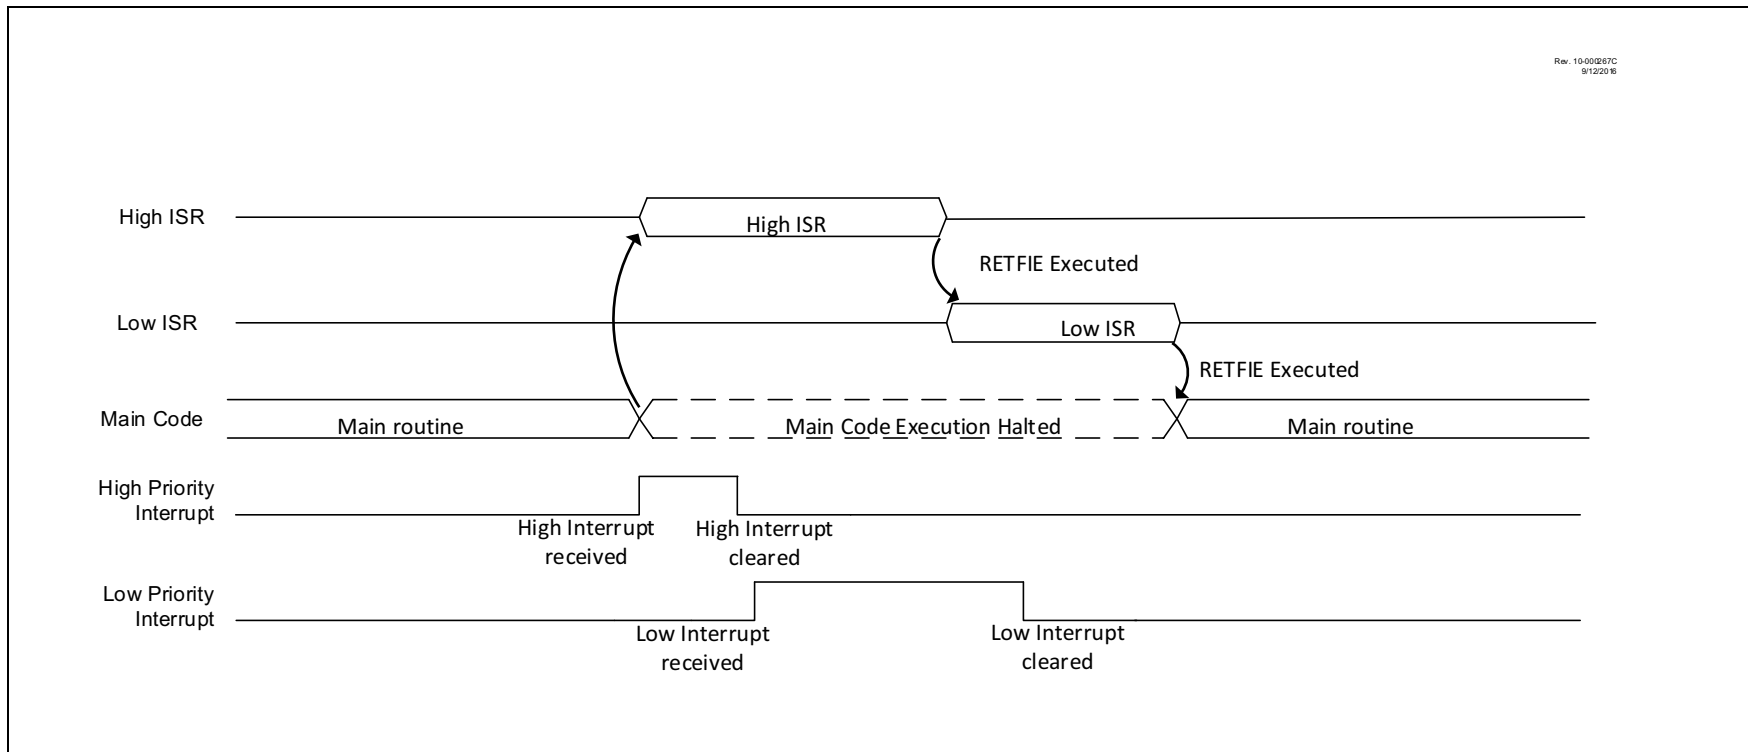 Rev. 10-000267C
9/12/2016
High ISR
High ISR
RETFIE Executed
Low ISR
Low ISR
RETFIE Executed
Main Code
Main routine
Main Code Execution Halted
Main routine
High Priority
Interrupt
High Interrupt
received
High Interrupt
cleared
Low Priority
Interrupt
Low Interrupt
received
Low Interrupt
cleared